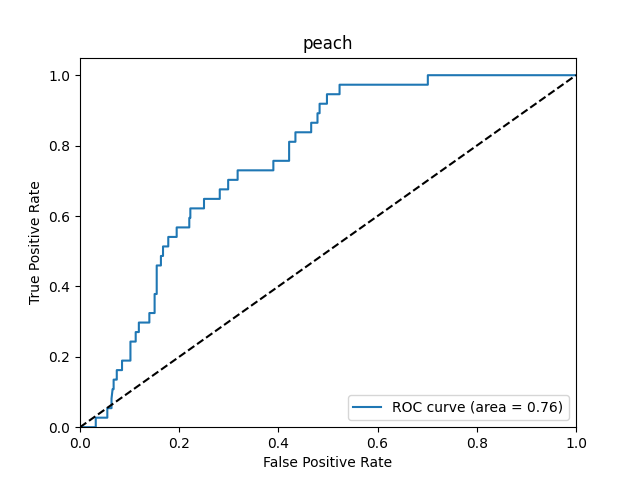 peach
1.0
0.8
0.6
0.4
0.2
0.0
True Positive Rate
ROC curve (area = 0.76)
0.0 0.2 0.4 0.6 0.8 1.0
False Positive Rate